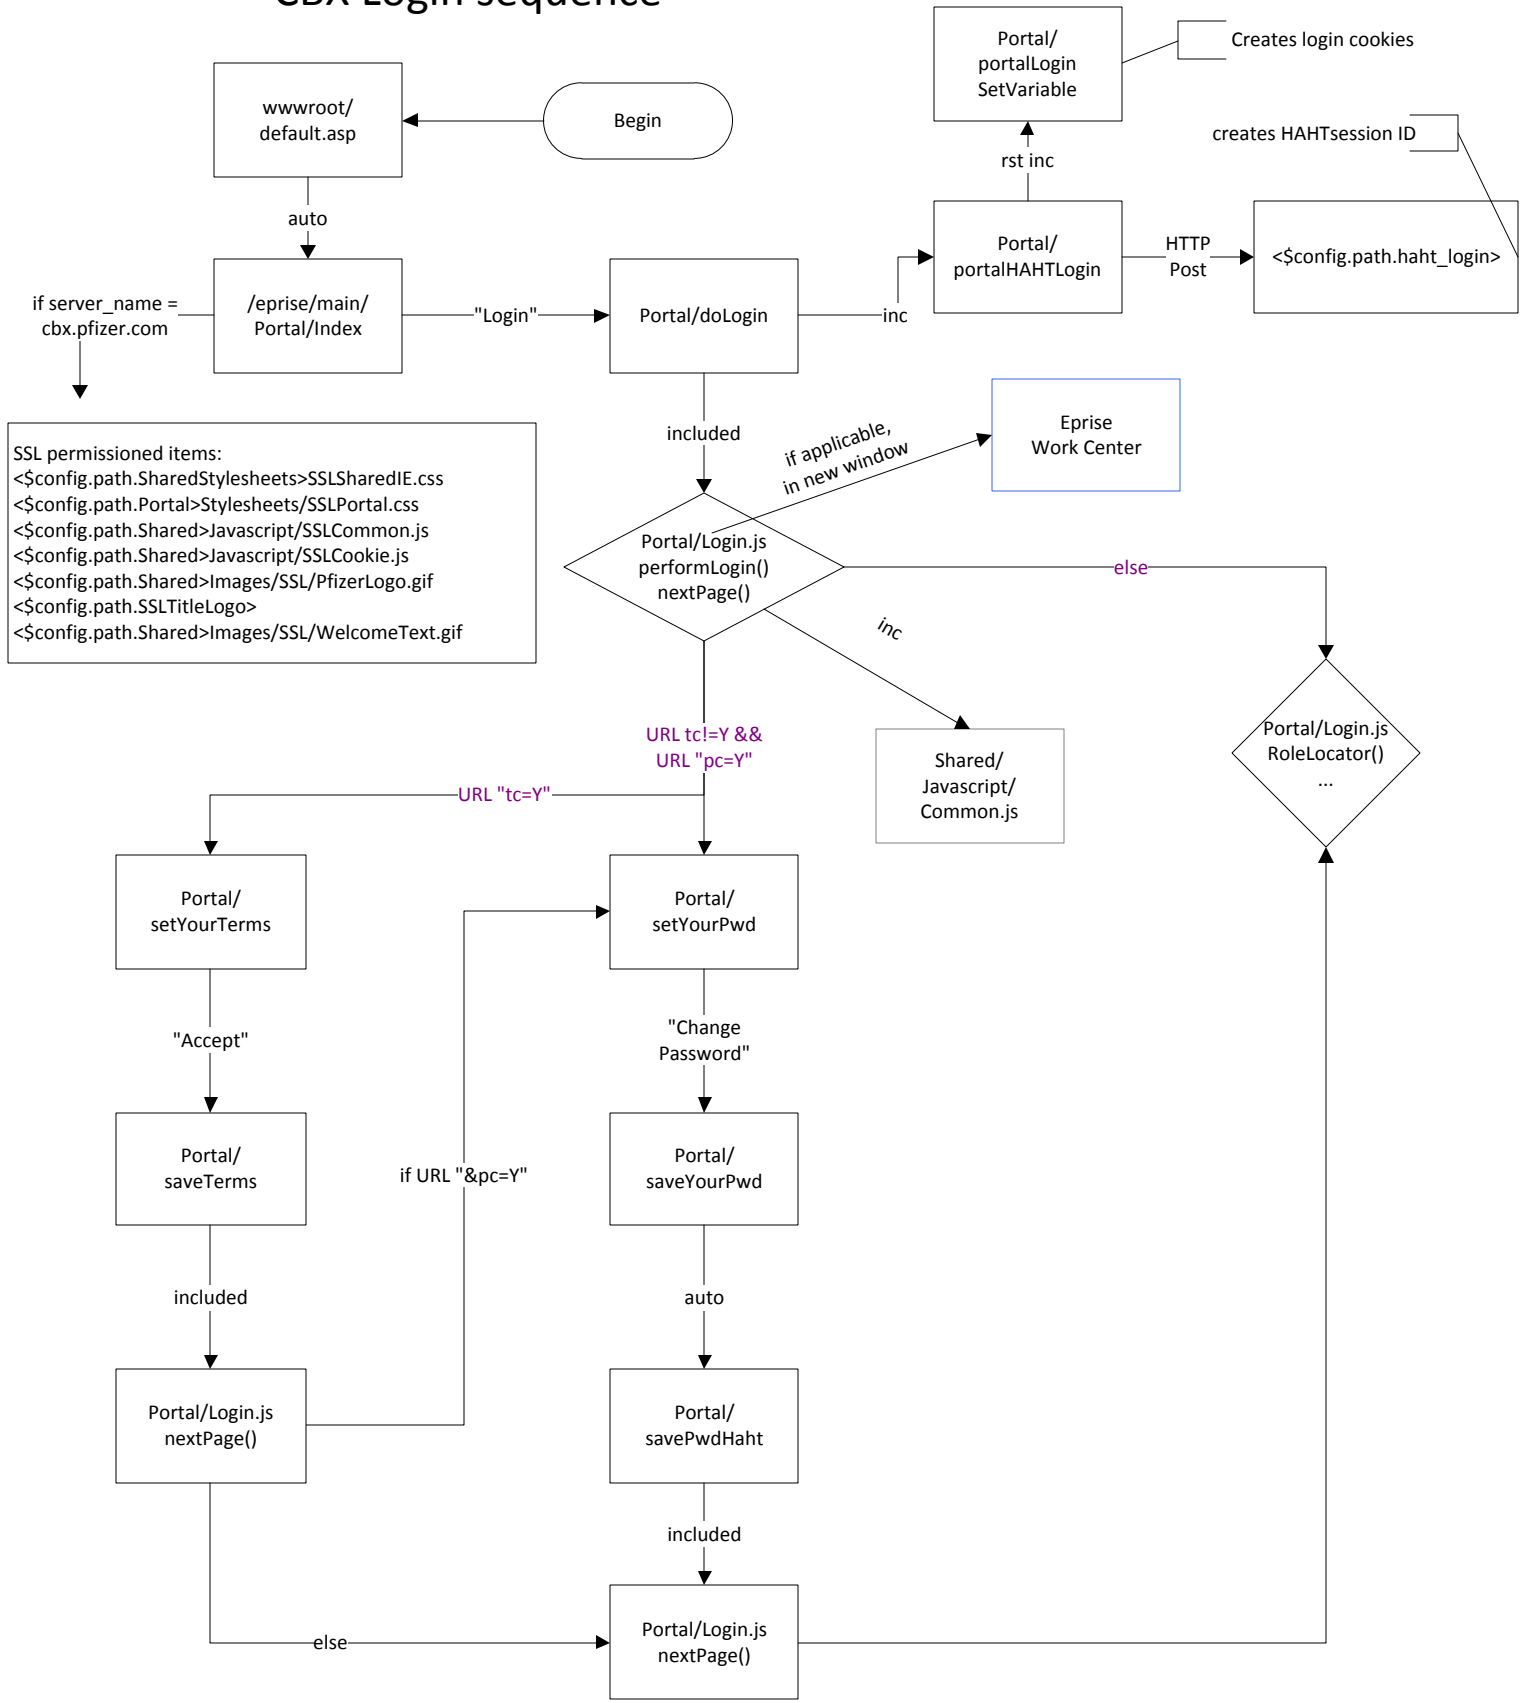 CBX Login sequence
Portal/
portalLogin
SetVariable
Creates login cookies
wwwroot/
default.asp
Begin
creates HAHTsession ID
rst inc
auto
Portal/
portalHAHTLogin
HTTP
Post
<$config.path.haht_login>
if server_name =
cbx.pfizer.com
/eprise/main/
Portal/Index
"Login"
Portal/doLogin
inc
included
if applicable,
in new window
Eprise
Work Center
SSL permissioned items:
<$config.path.SharedStylesheets>SSLSharedIE.css
<$config.path.Portal>Stylesheets/SSLPortal.css
<$config.path.Shared>Javascript/SSLCommon.js
<$config.path.Shared>Javascript/SSLCookie.js
<$config.path.Shared>Images/SSL/PfizerLogo.gif
<$config.path.SSLTitleLogo>
<$config.path.Shared>Images/SSL/WelcomeText.gif
Portal/Login.js
performLogin()
nextPage()
else
inc
URL tc!=Y &&
URL "pc=Y"
Shared/
Javascript/
Common.js
Portal/Login.js
RoleLocator()
...
URL "tc=Y"
Portal/
setYourTerms
Portal/
setYourPwd
"Accept"
"Change
Password"
Portal/
saveTerms
if URL "&pc=Y"
Portal/
saveYourPwd
included
auto
Portal/Login.js
nextPage()
Portal/
savePwdHaht
included
else
Portal/Login.js
nextPage()